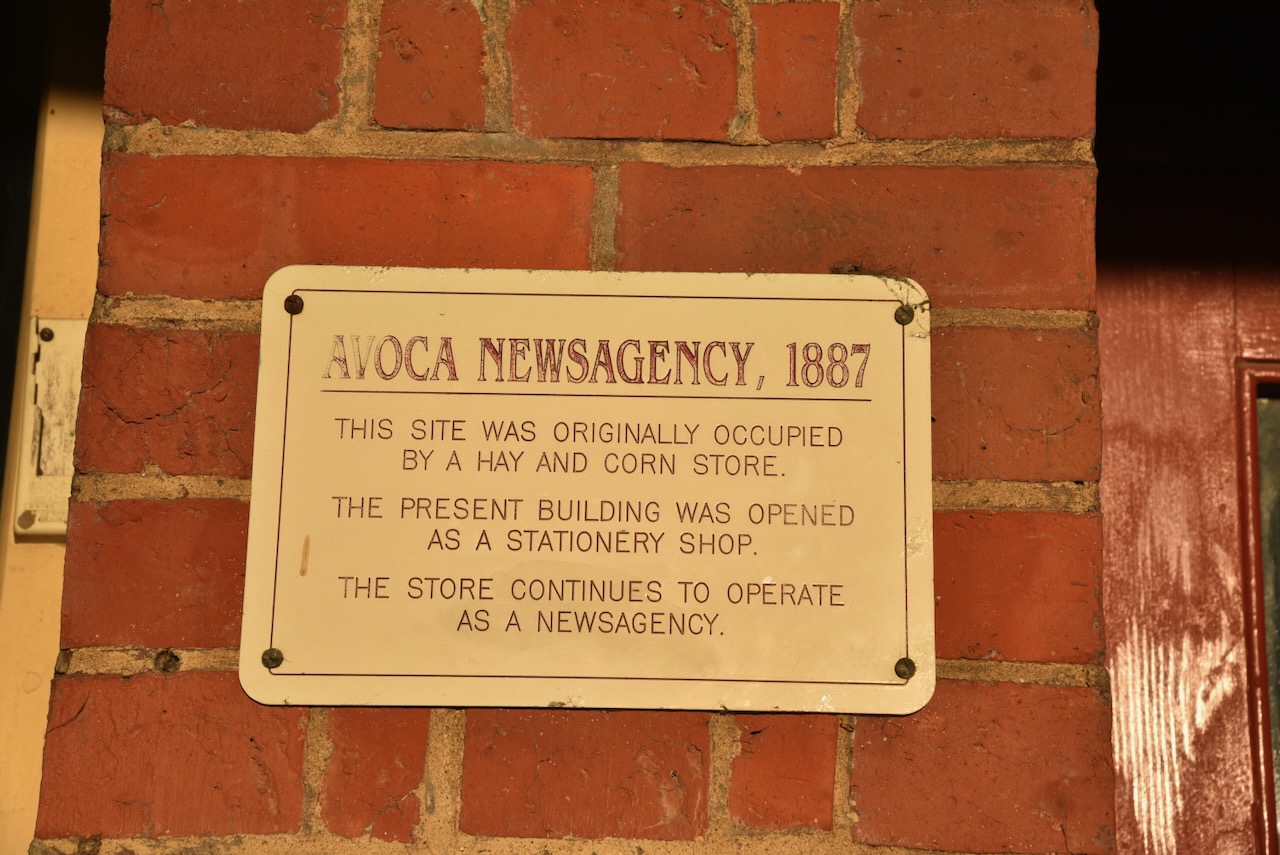 AVOCA NEWSAGENCY, 1887
THIS SITE WAS ORIGINALLY OCCUPIED
BY A HAY AND CORN STORE.
THE PRESENT BUILDING WAS OPENED
AS A STATIONERY SHOP.
THE STORE CONTINUES TO OPERATE
AS A NEWSAGENCY.